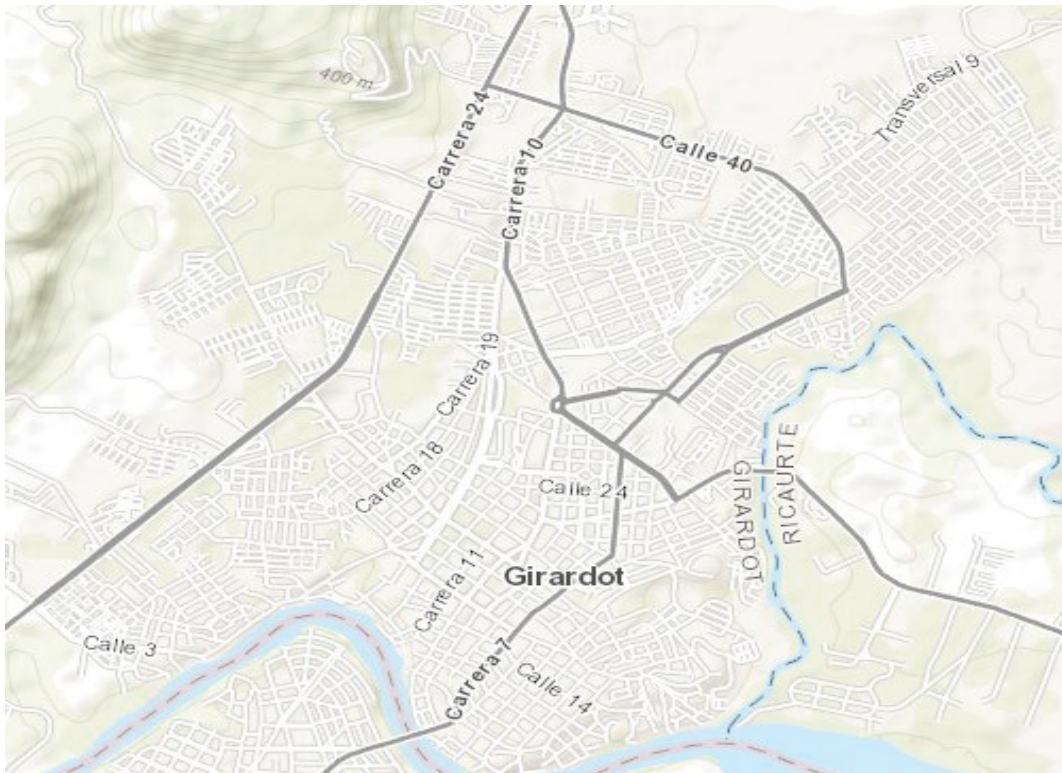 Transversal 9
400 m
Carrera 24
Calle 40
Carrera 10
Carrera 19
Carrera 18
Calle 24
GIRARDOT
RICAURTE
Carrera 11
Girardot
Calle 3
Carrera 7
Calle 14